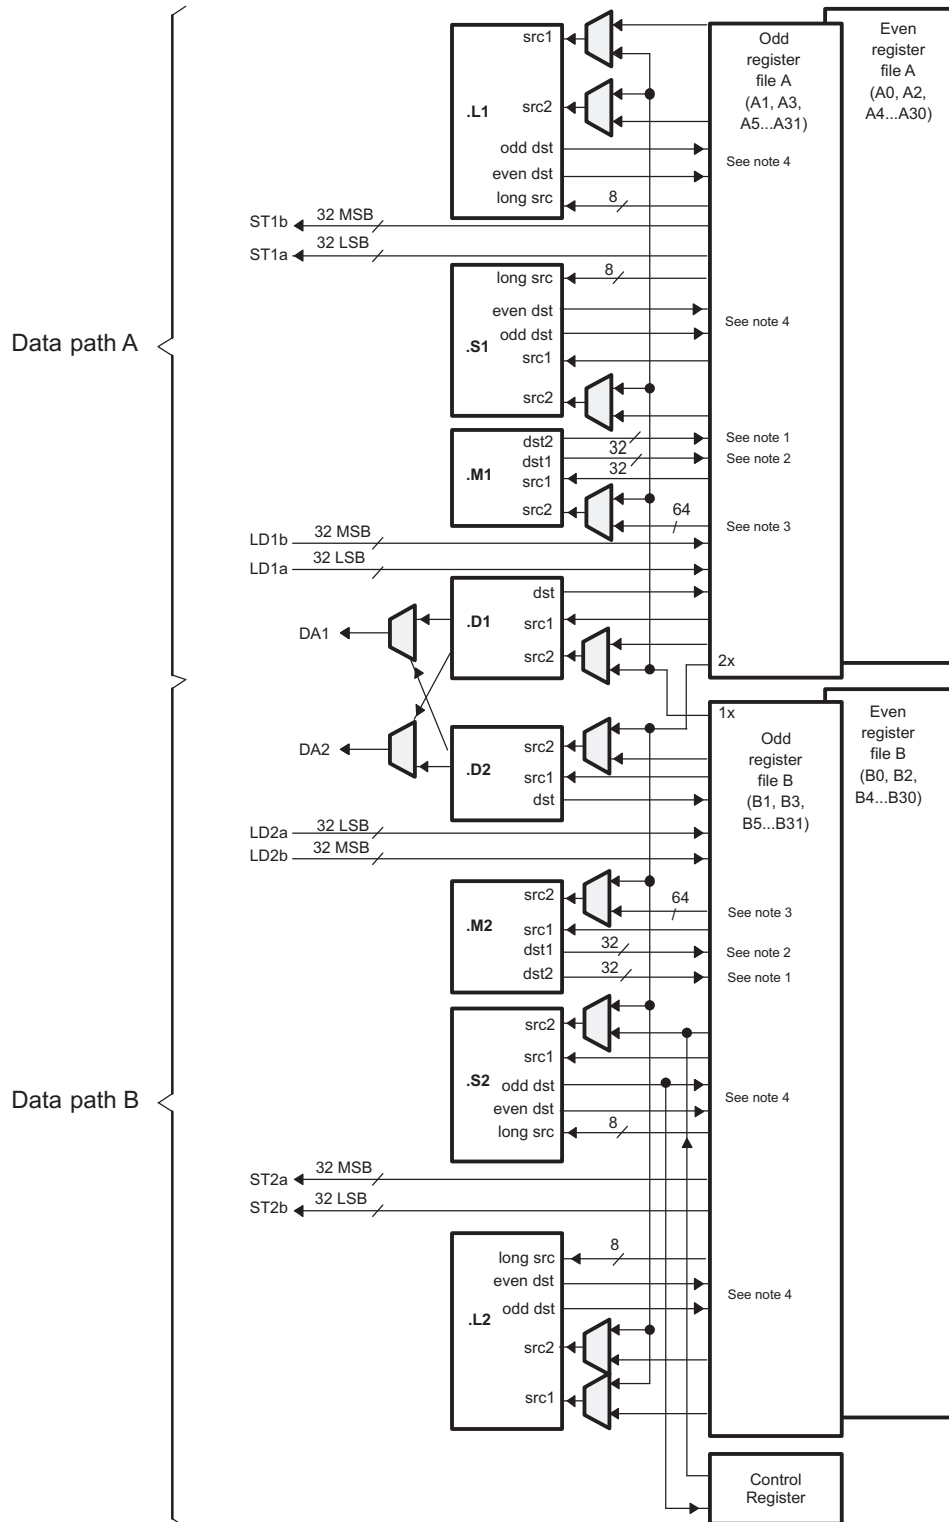 src1
src2
.L1
odd dst
even dst
long src
8
Odd
register
file A
(A1, A3,
A5...A31)
Even
register
file A
(A0, A2,
A4...A30)
See note 4
ST1b
32 MSB
ST1a
32 LSB
long src
8
even dst
odd dst
.S1
src1
src2
See note 4
Data path A
dst2
dst1
32
.M1
src1
32
src2
64
See note 1
See note 2
See note 3
LD1b
32 MSB
LD1a
32 LSB
dst
.D1
src1
src2
DA1
2x
1x
DA2
src2
.D2
src1
dst
Odd
register
file B
(B1, B3,
B5...B31)
Even
register
file B
(B0, B2,
B4...B30)
LD2a
32 LSB
LD2b
32 MSB
src2
64
.M2
src1
dst1
32
dst2
32
See note 3
See note 2
See note 1
src2
src1
.S2
odd dst
even dst
long src
8
See note 4
Data path B
ST2a
32 MSB
ST2b
32 LSB
long src
8
even dst
odd dst
.L2
src2
src1
See note 4
Control
Register